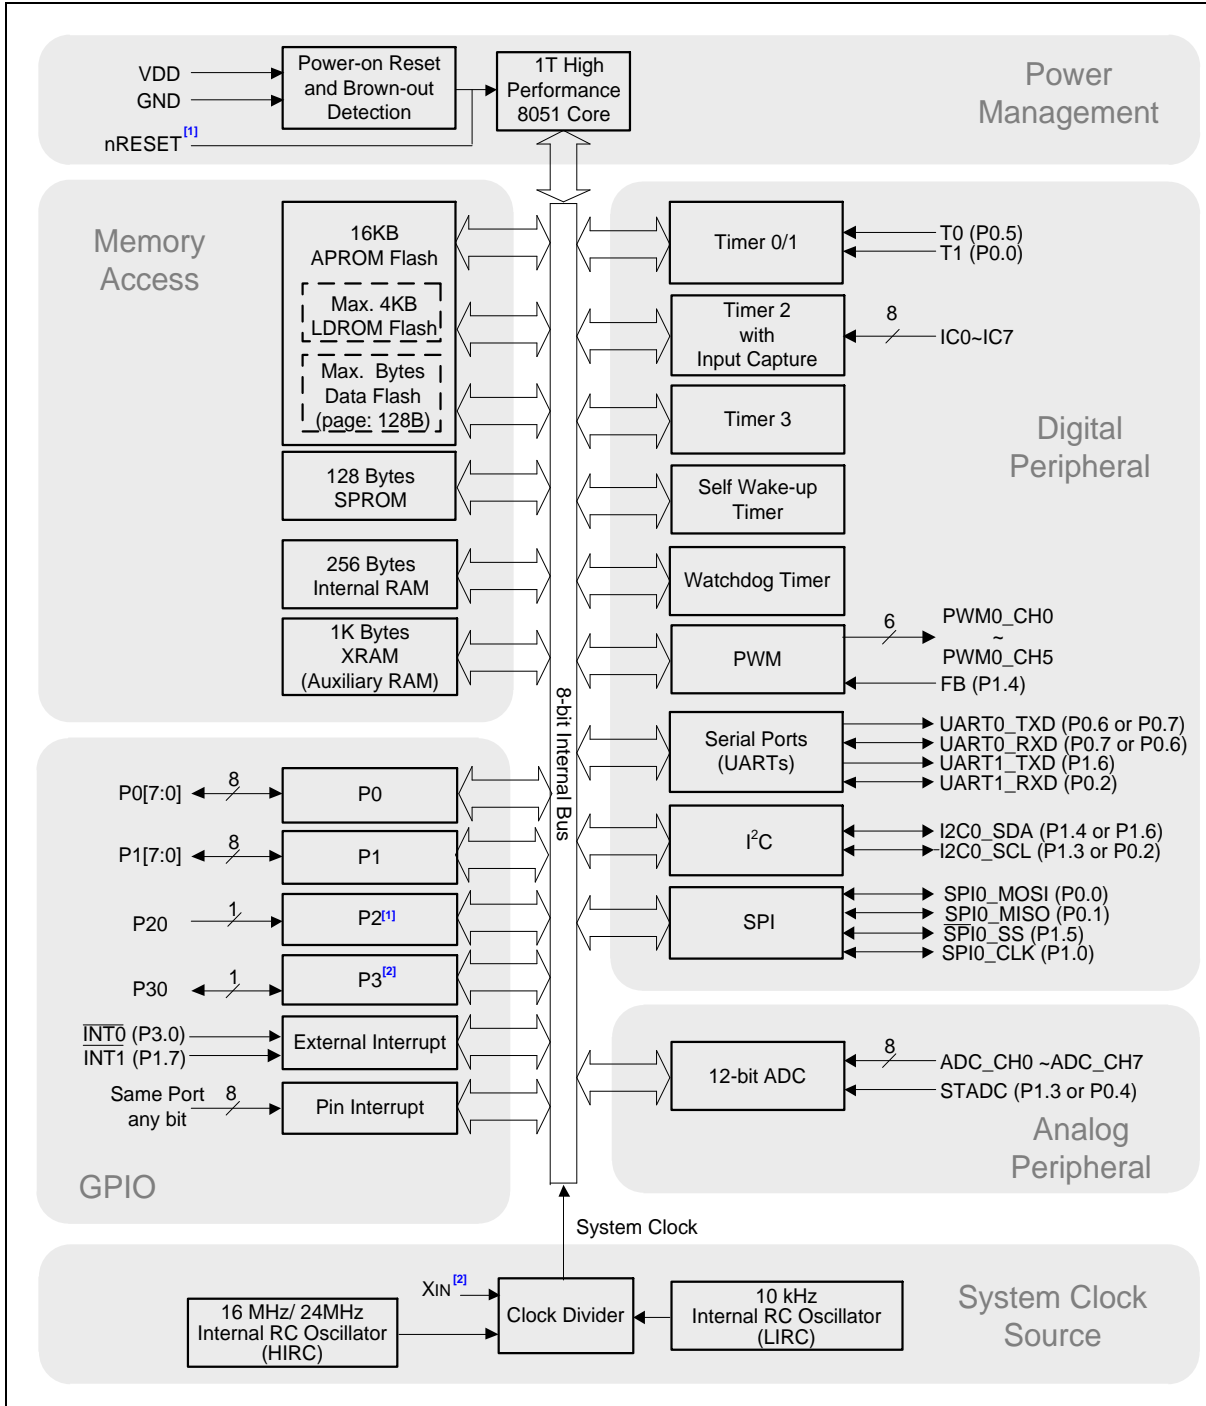 VDD
GND
nRESET[1]
Power-on Reset
and Brown-out
Detection
1T High
Performance
8051 Core
Power
Management
Memory
Access
16KB
APROM Flash
Max. 4KB
LDROM Flash
Max. Bytes
Data Flash
(page: 128B)
128 Bytes
SPROM
256 Bytes
Internal RAM
1K Bytes
XRAM
(Auxiliary RAM)
8-bit Internal Bus
Timer 0/1
T0 (P0.5)
T1 (P0.0)
Timer 2
with
Input Capture
8
IC0~IC7
Timer 3
Digital
Peripheral
Self Wake-up
Timer
Watchdog Timer
PWM
6
PWM0_CH0
~
PWM0_CH5
FB (P1.4)
Serial Ports
(UARTs)
UART0_TXD (P0.6 or P0.7)
UART0_RXD (P0.7 or P0.6)
UART1_TXD (P1.6)
UART1_RXD (P0.2)
I2C
I2C0_SDA (P1.4 or P1.6)
I2C0_SCL (P1.3 or P0.2)
SPI
SPI0_MOSI (P0.0)
SPI0_MISO (P0.1)
SPI0_SS (P1.5)
SPI0_CLK (P1.0)
P0[7:0]
8
P0
P1[7:0]
8
P1
P20
1
P2[1]
P30
1
P3[2]
INT0 (P3.0)
INT1 (P1.7)
External Interrupt
Same Port
any bit
8
Pin Interrupt
GPIO
12-bit ADC
8
ADC_CH0 ~ADC_CH7
STADC (P1.3 or P0.4)
Analog
Peripheral
System Clock
XIN[2]
16 MHz/ 24MHz
Internal RC Oscillator
(HIRC)
Clock Divider
10 kHz
Internal RC Oscillator
(LIRC)
System Clock
Source